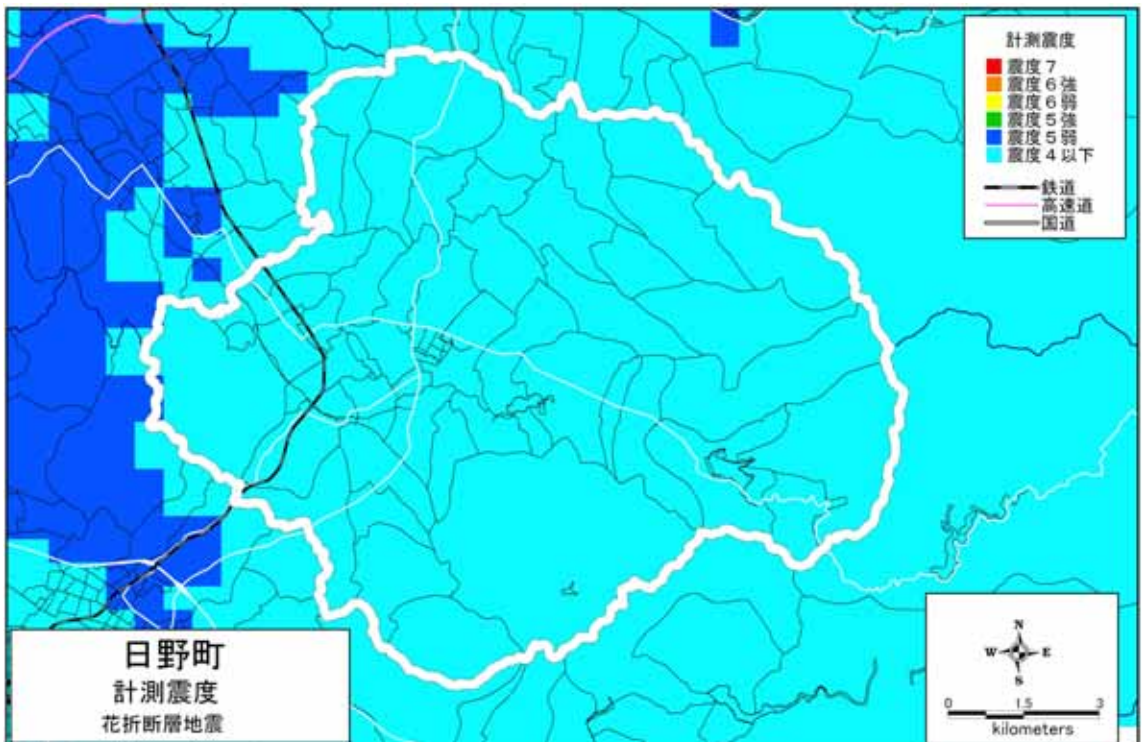 計測震度
震度7
震度6強
震度6弱
震度5強
震度5弱
震度4以下
鉄道
高速道
国道
日野町
計測震度
花折断層地震
N
W E
S
0 1.5 3
kilometers